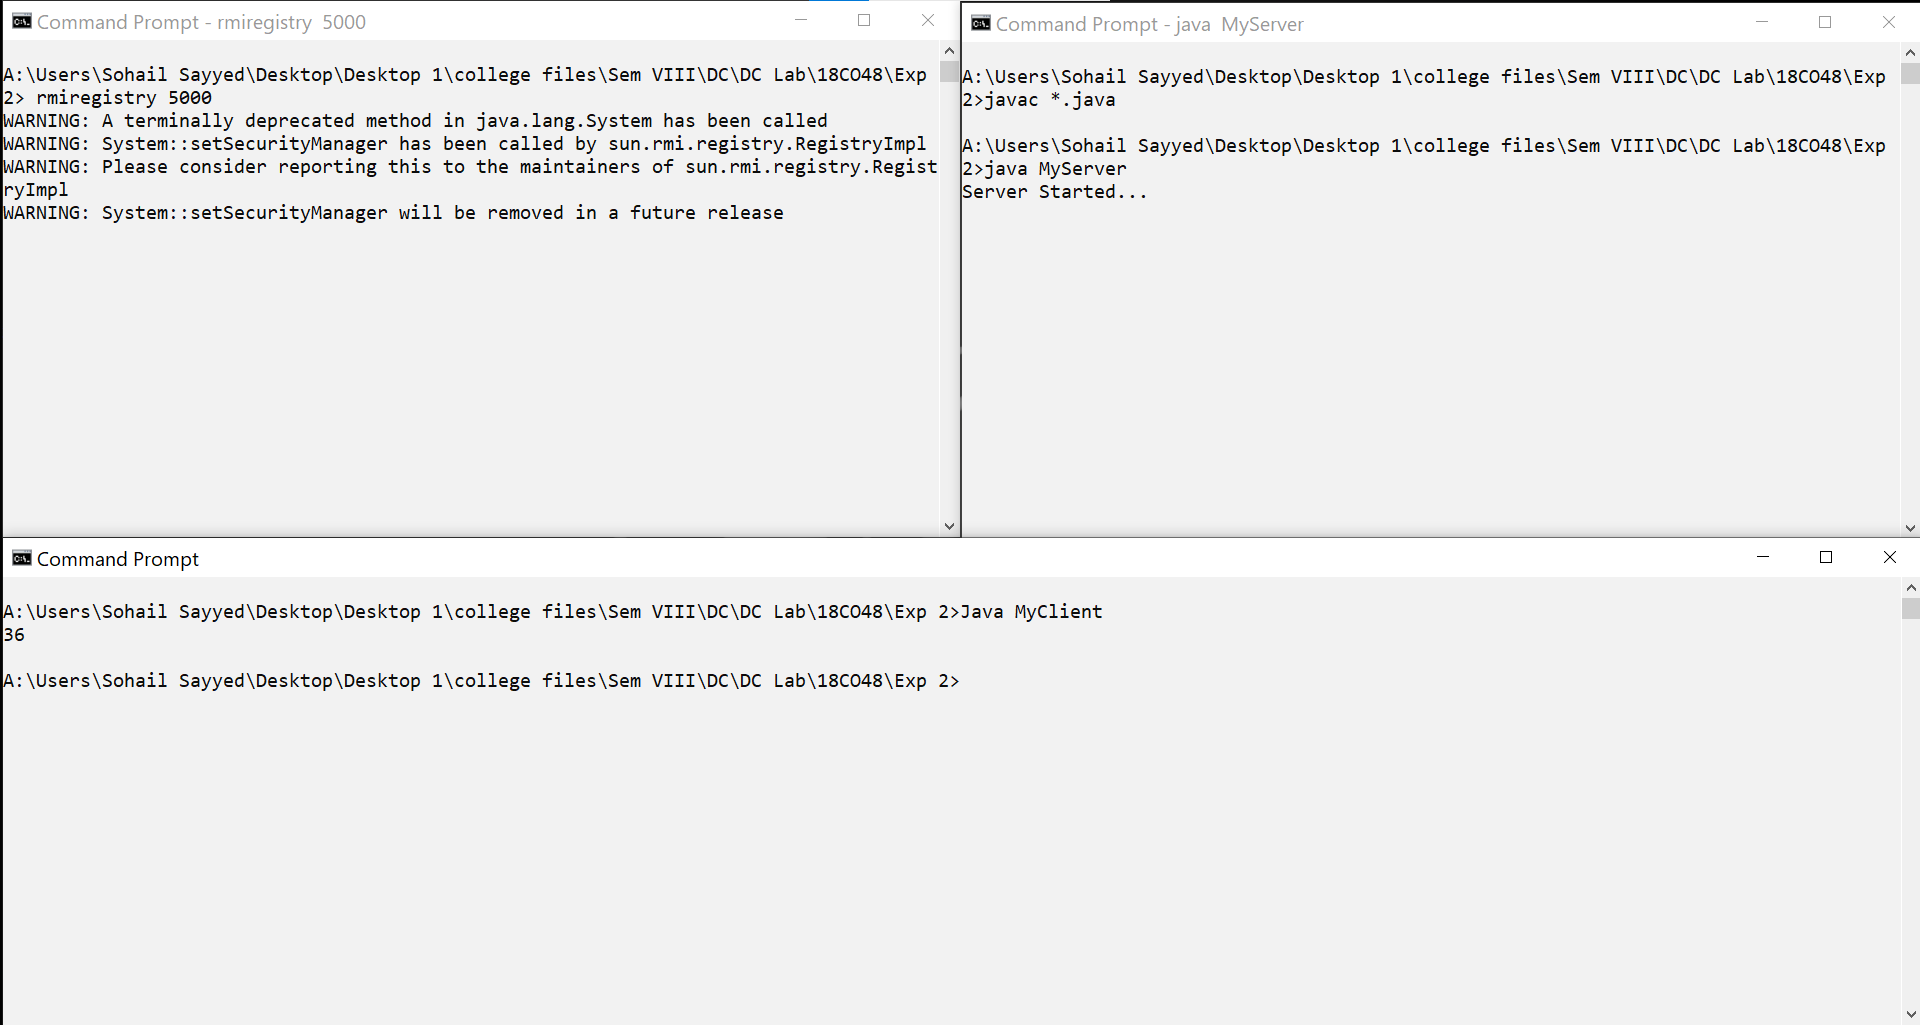 Command Prompt - rmiregistry  5000
A:\Users\Sohail Sayyed\Desktop\Desktop 1\college files\Sem VIII\DC\DC Lab\18CO48\Exp
2> rmiregistry 5000
WARNING: A terminally deprecated method in java.lang.System has been called
WARNING: System::setSecurityManager has been called by sun.rmi.registry.RegistryImpl
WARNING: Please consider reporting this to the maintainers of sun.rmi.registry.Regist
ryImpl
WARNING: System::setSecurityManager will be removed in a future release
Command Prompt - java  MyServer
A:\Users\Sohail Sayyed\Desktop\Desktop 1\college files\Sem VIII\DC\DC Lab\18CO48\Exp
2>javac *.java
A:\Users\Sohail Sayyed\Desktop\Desktop 1\college files\Sem VIII\DC\DC Lab\18CO48\Exp
2>java MyServer
Server Started...
Command Prompt
A:\Users\Sohail Sayyed\Desktop\Desktop 1\college files\Sem VIII\DC\DC Lab\18CO48\Exp 2>Java MyClient
36
A:\Users\Sohail Sayyed\Desktop\Desktop 1\college files\Sem VIII\DC\DC Lab\18CO48\Exp 2>